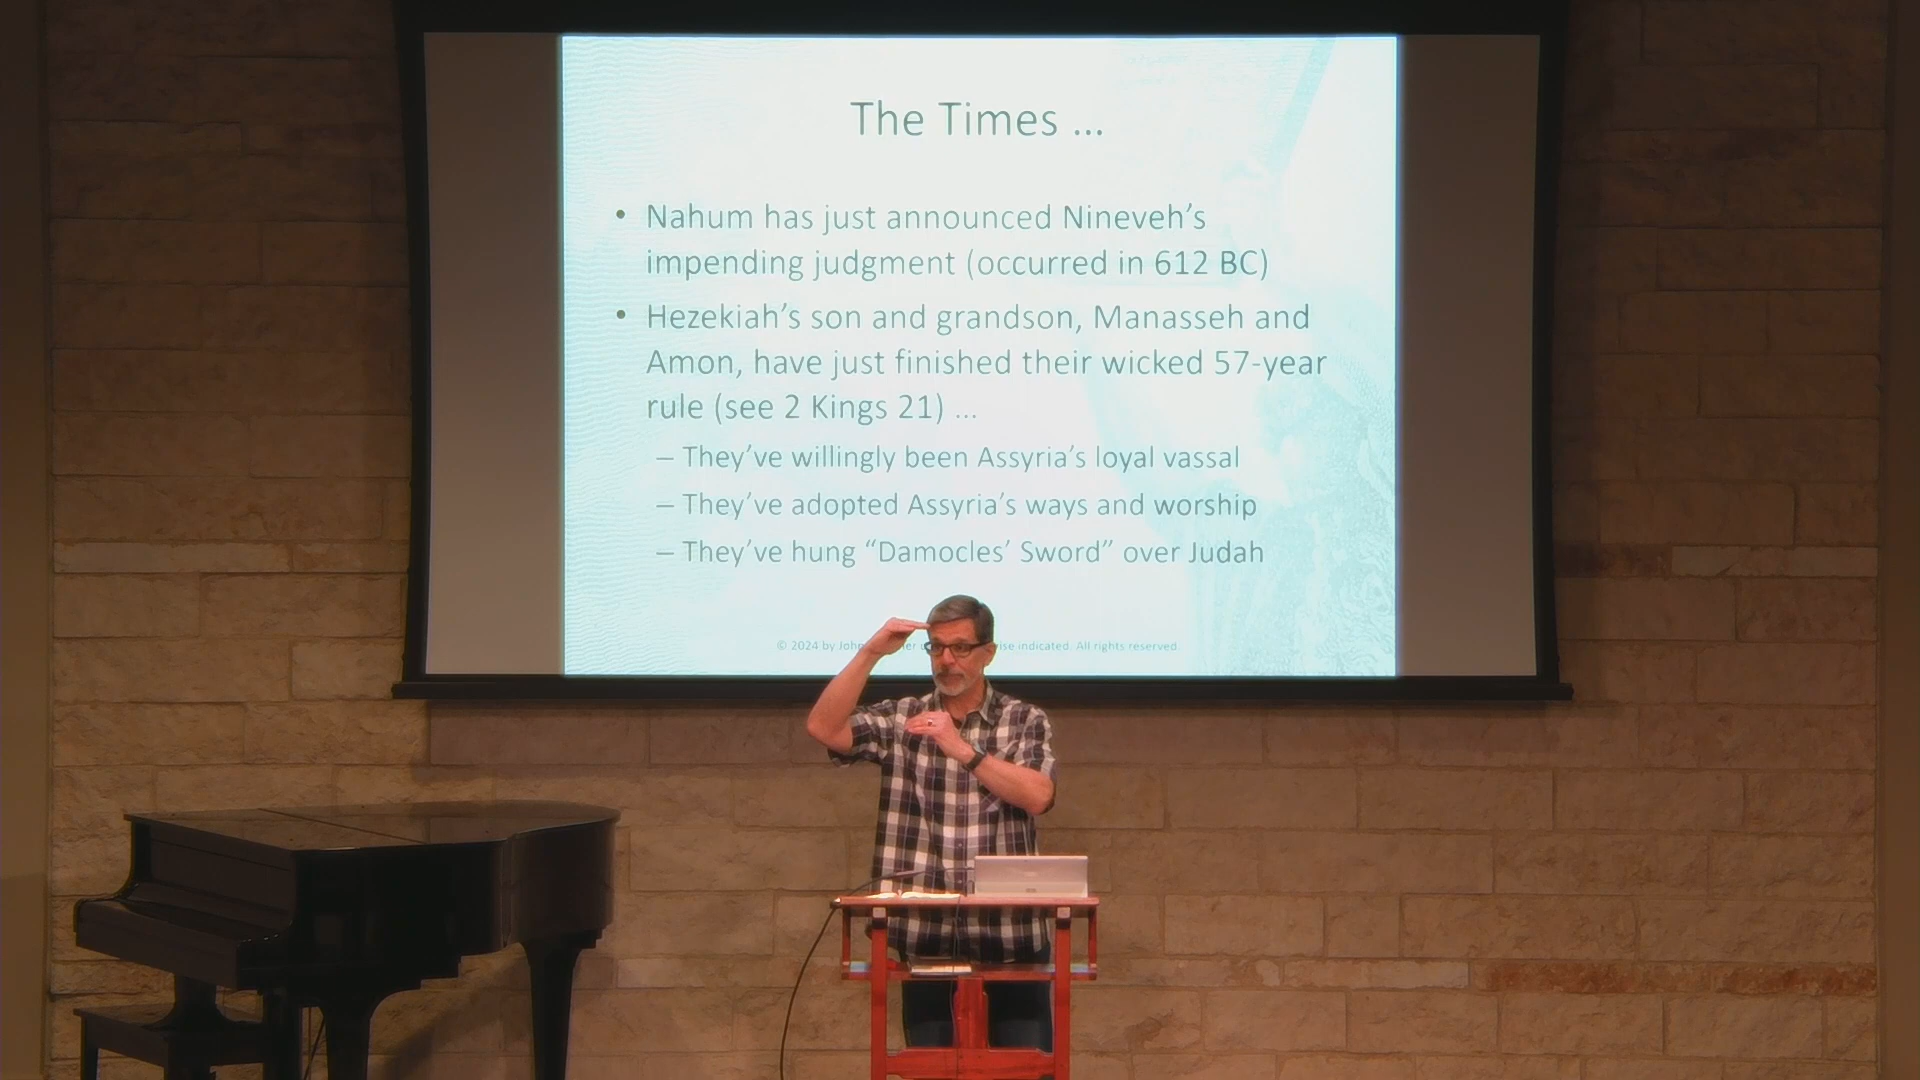 The Times ...
• Nahum has just announced Nineveh's
impending judgment (occurred in 612 BC)
• Hezekiah's son and grandson, Manasseh and
Amon, have just finished their wicked 57-year
rule (see 2 Kings 21) ...
– They've willingly been Assyria's loyal vassal
– They've adopted Assyria's ways and worship
– They've hung “Damocles' Sword” over Judah
© 2024 by indicated. All rights reserved.